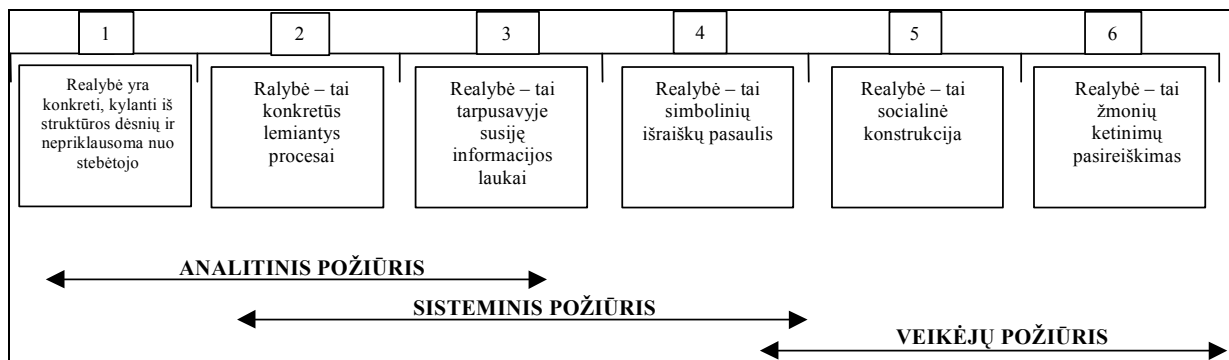 1
2
3
4
5
6
Realybė yra
konkreti, kylanti iš
struktūros dėsnių ir
nepriklausoma nuo
stebėtojo
Ralybė – tai
konkretūs
lemiantys
procesai
Realybė – tai
tarpusavyje
susiję
informacijos
laukai
Realybė – tai
simbolinių
išraiškų pasaulis
Realybė – tai
socialinė
konstrukcija
Realybė – tai
žmonių
ketinimų
pasireiškimas
ANALITINIS POŽIŪRIS
SISTEMINIS POŽIŪRIS
VEIKĖJŲ POŽIŪRIS